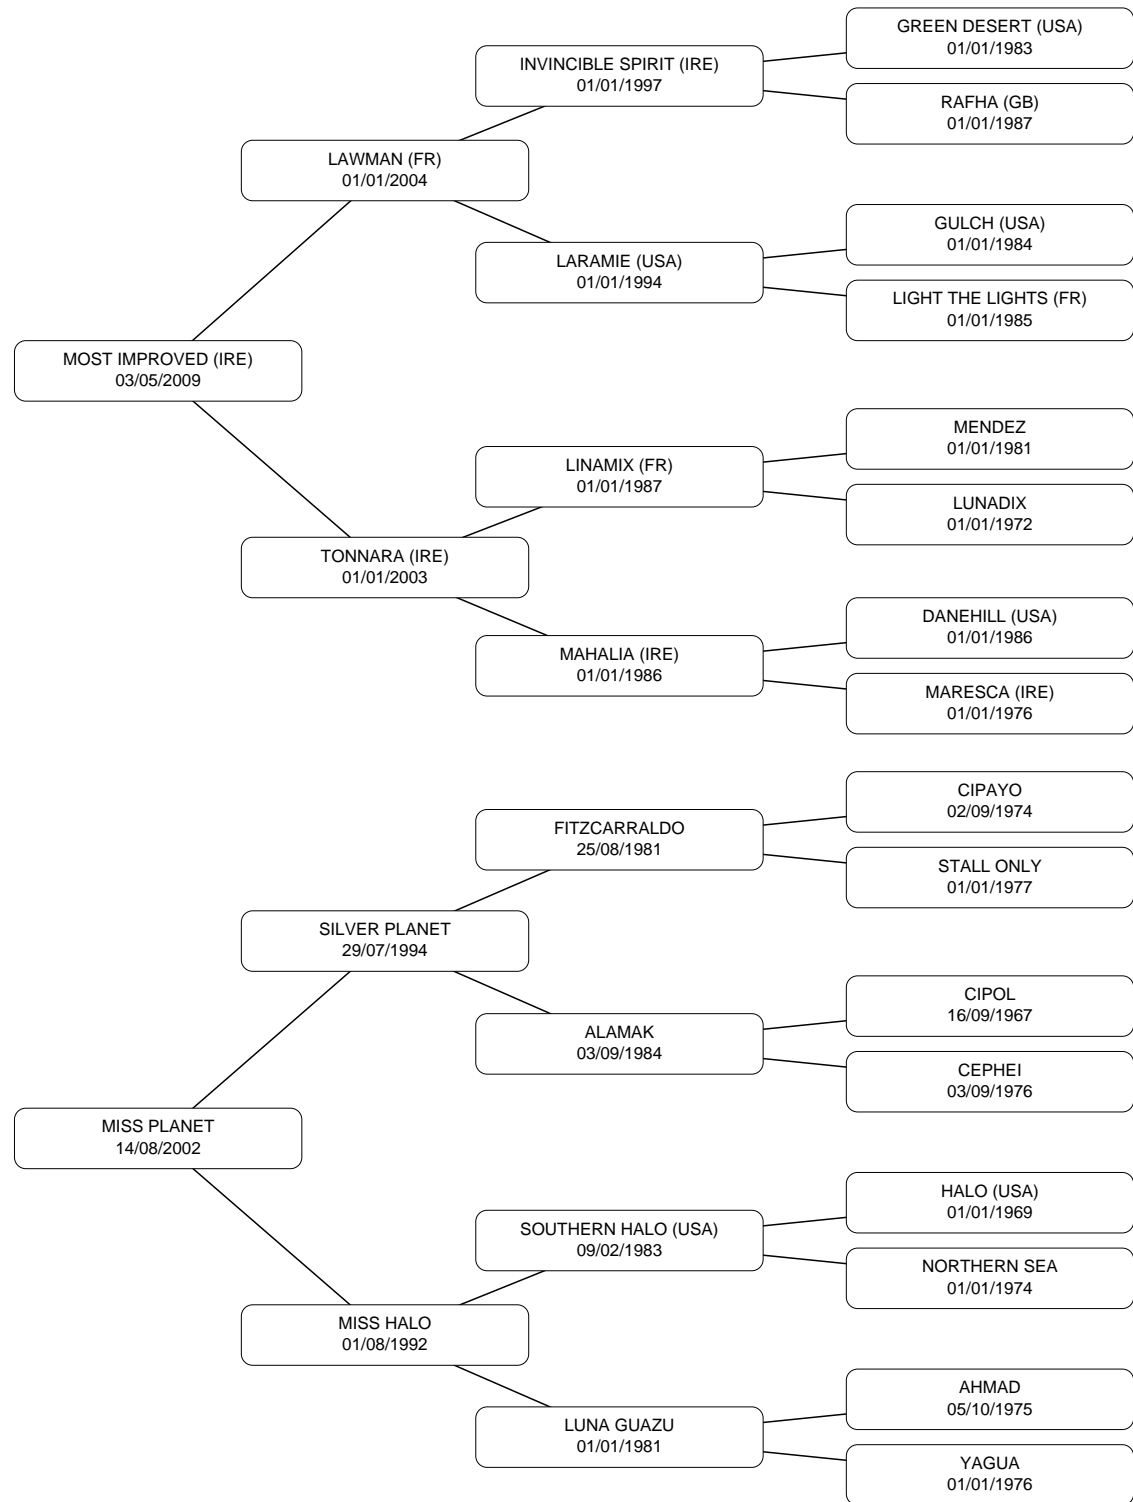 GREEN DESERT (USA)
01/01/1983
INVINCIBLE SPIRIT (IRE)
01/01/1997
RAFHA (GB)
01/01/1987
LAWMAN (FR)
01/01/2004
GULCH (USA)
01/01/1984
LARAMIE (USA)
01/01/1994
LIGHT THE LIGHTS (FR)
01/01/1985
MOST IMPROVED (IRE)
03/05/2009
MENDEZ
01/01/1981
LINAMIX (FR)
01/01/1987
LUNADIX
01/01/1972
TONNARA (IRE)
01/01/2003
DANEHILL (USA)
01/01/1986
MAHALIA (IRE)
01/01/1986
MARESCA (IRE)
01/01/1976
CIPAYO
02/09/1974
FITZCARRALDO
25/08/1981
STALL ONLY
01/01/1977
SILVER PLANET
29/07/1994
CIPOL
16/09/1967
ALAMAK
03/09/1984
CEPHEI
03/09/1976
MISS PLANET
14/08/2002
HALO (USA)
01/01/1969
SOUTHERN HALO (USA)
09/02/1983
NORTHERN SEA
01/01/1974
MISS HALO
01/08/1992
AHMAD
05/10/1975
LUNA GUAZU
01/01/1981
YAGUA
01/01/1976